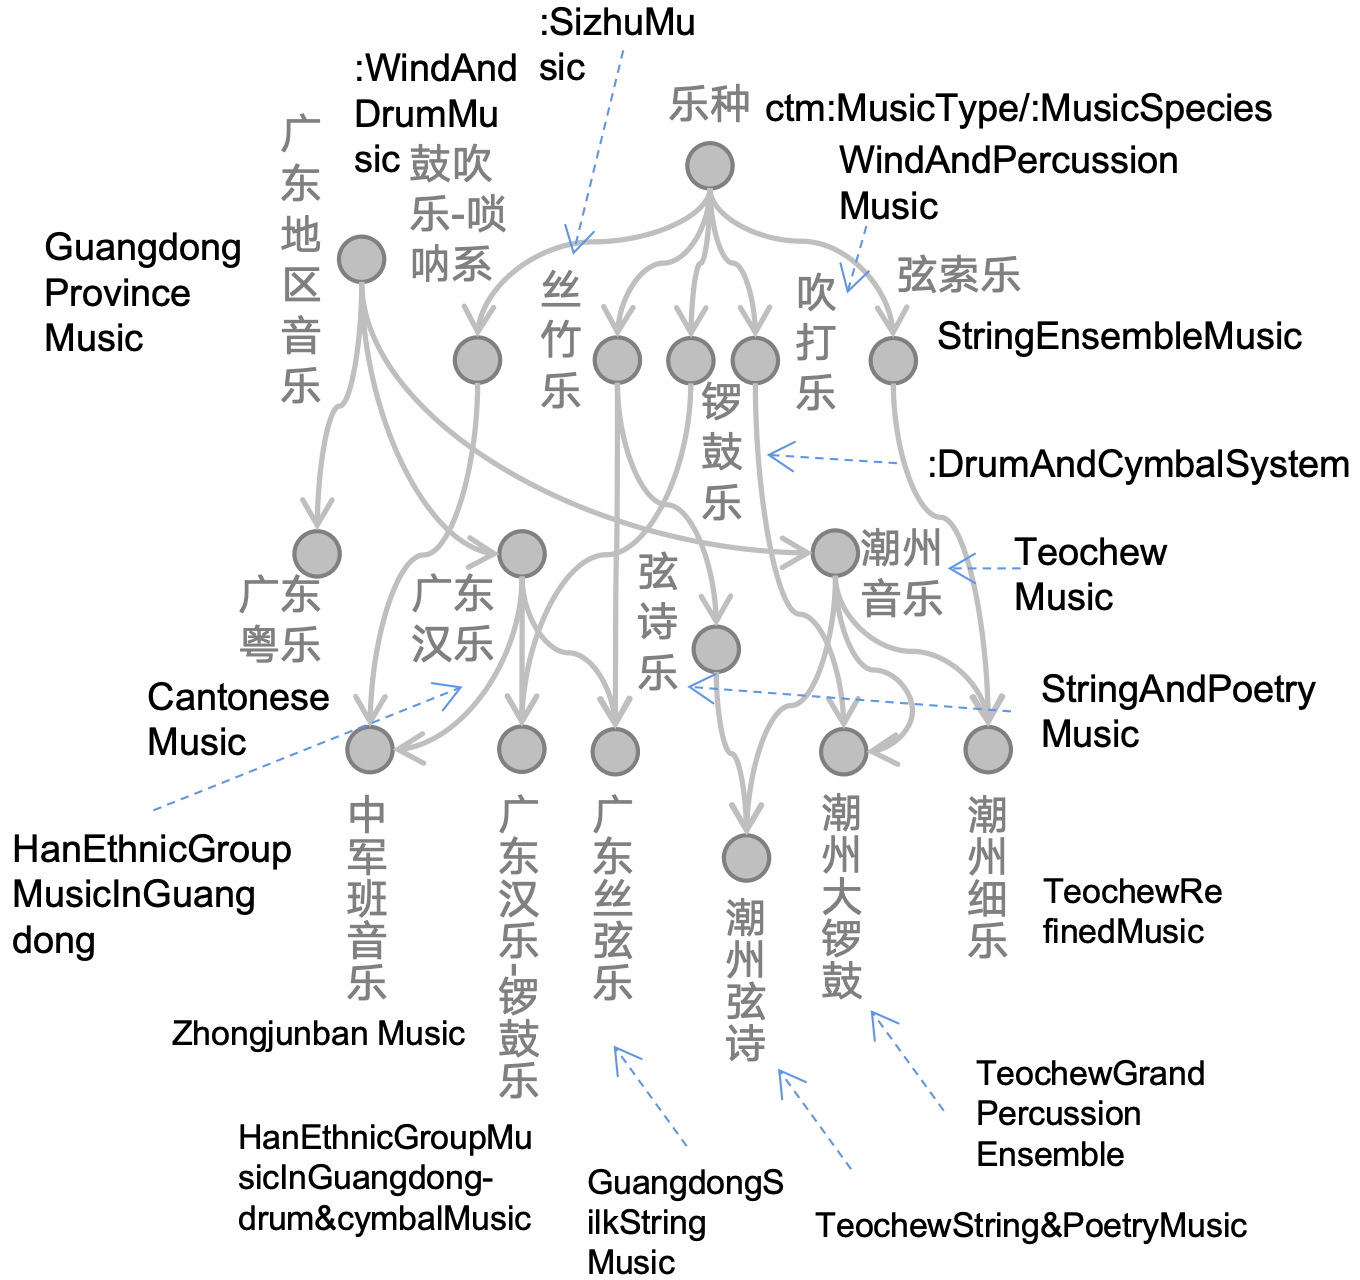 :SizhuMu
sic
:WindAnd
DrumMu
sic
鼓吹
乐-唢
呐系
乐种
ctm:MusicType/:MusicSpecies
WindAndPercussion
Music
广东地区音乐
Guangdong
Province
Music
丝竹乐
锣鼓乐
吹打乐
弦索乐
StringEnsembleMusic
:DrumAndCymbalSystem
广东
粤乐
Cantonese
Music
广东
汉乐
弦诗乐
潮州
音乐
Teochew
Music
StringAndPoetry
Music
HanEthnicGroup
MusicInGuang
dong
中军班音乐
Zhongjunban Music
广东汉乐-锣鼓乐
HanEthnicGroupMu
sicInGuangdong-
drum&cymbalMusic
广东丝弦乐
GuangdongS
ilkString
Music
潮州弦诗
TeochewString&PoetryMusic
潮州大锣鼓
TeochewGrand
Percussion
Ensemble
潮州细乐
TeochewRe
finedMusic